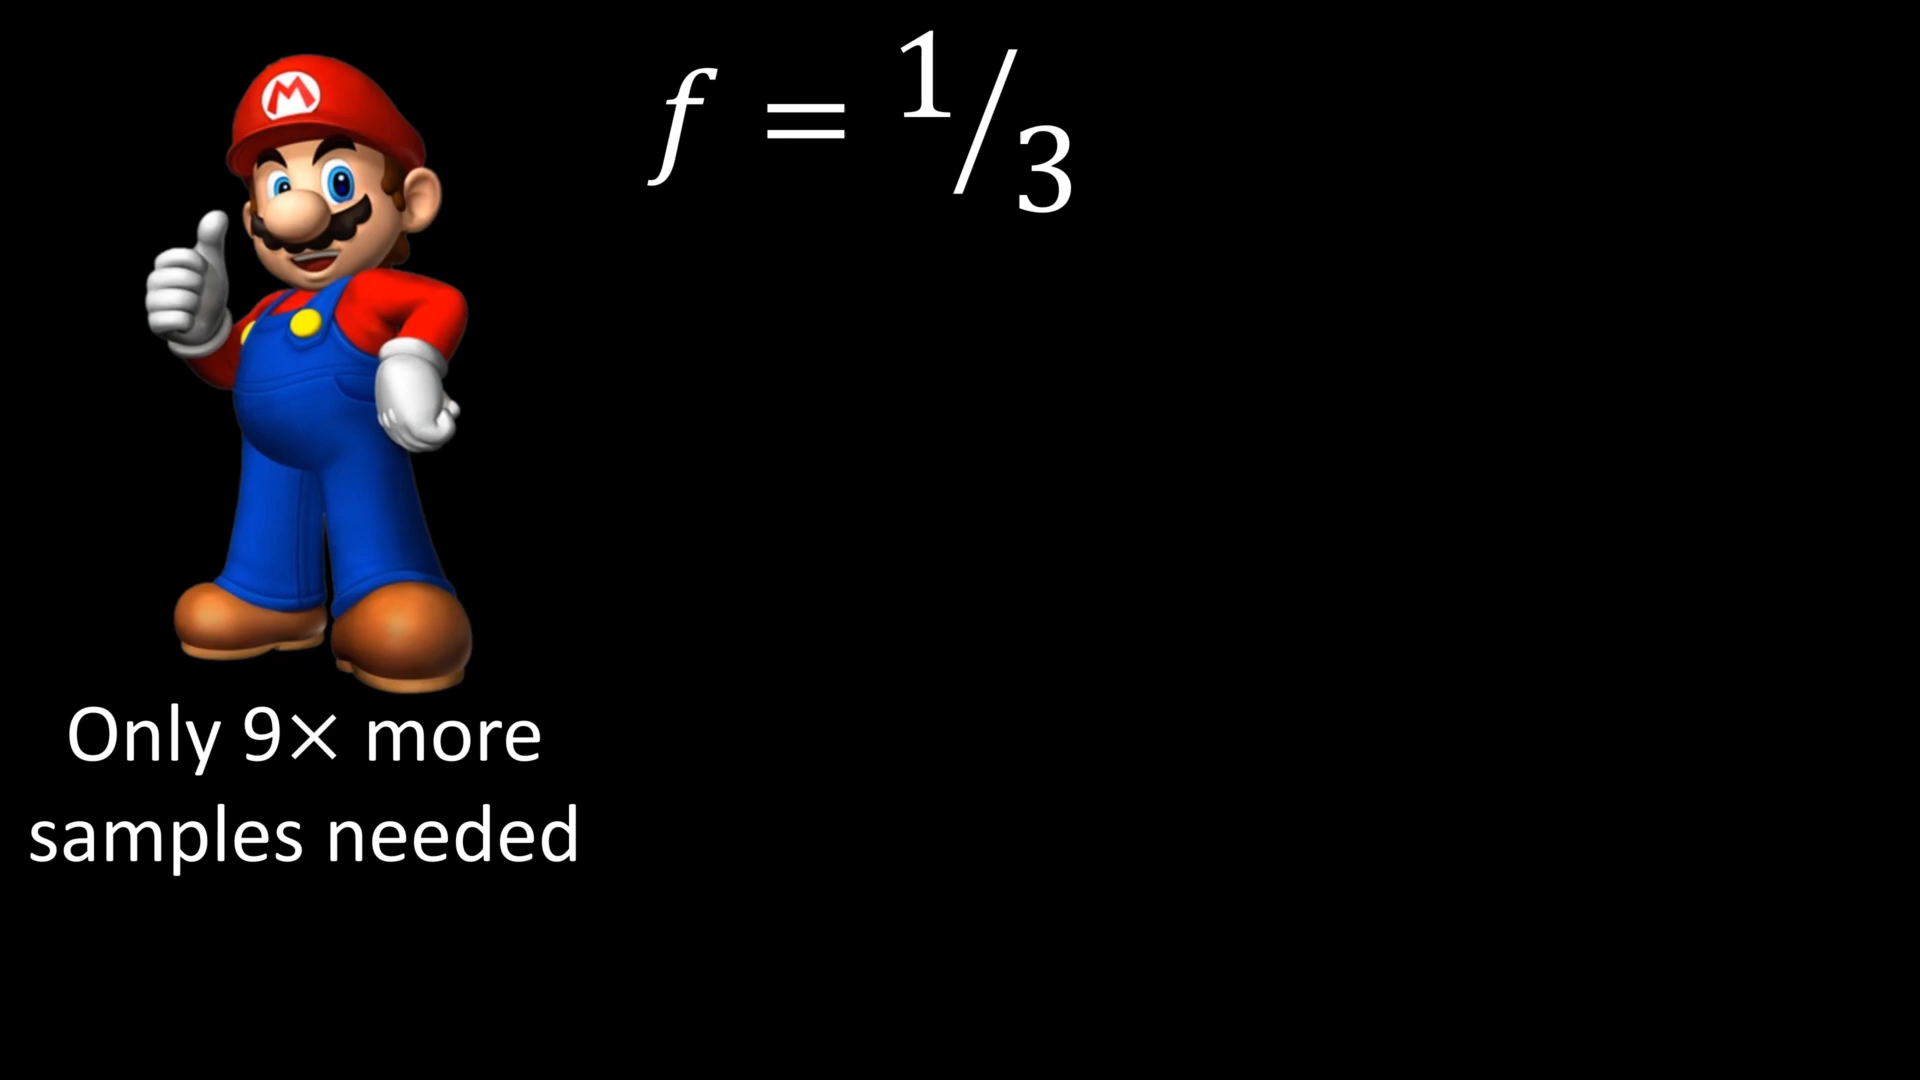 M
f = 1/3
Only 9× more
samples needed